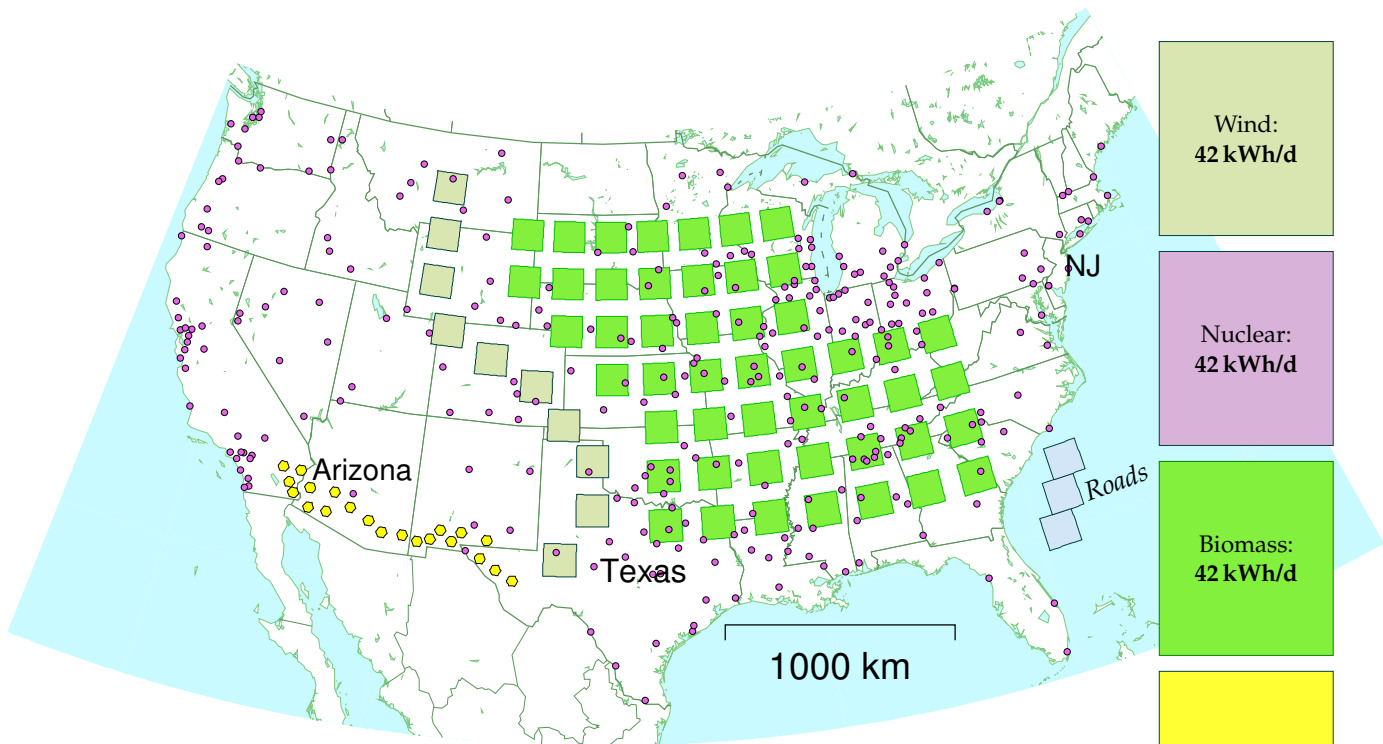 Wind:
42 kWh/d
NJ
Nuclear:
42 kWh/d
Arizona
Roads
Biomass:
42 kWh/d
Texas
1000 km